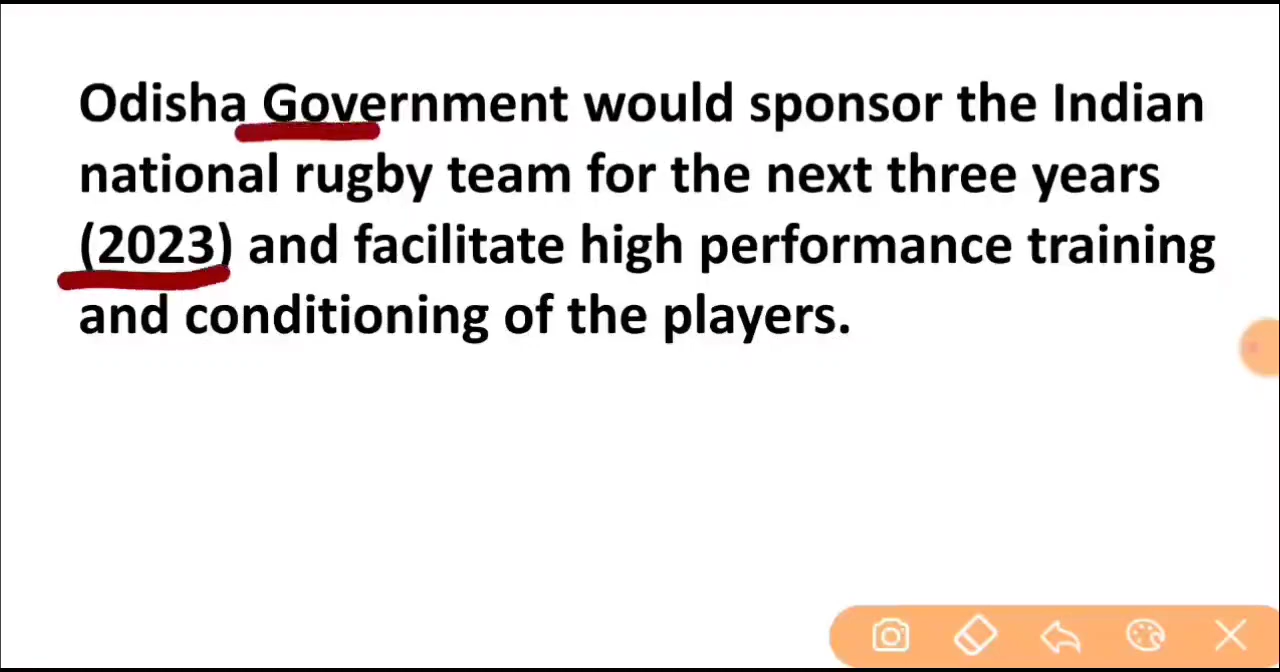 Odisha Government would sponsor the Indian
national rugby team for the next three years
(2023) and facilitate high performance training
and conditioning of the players.